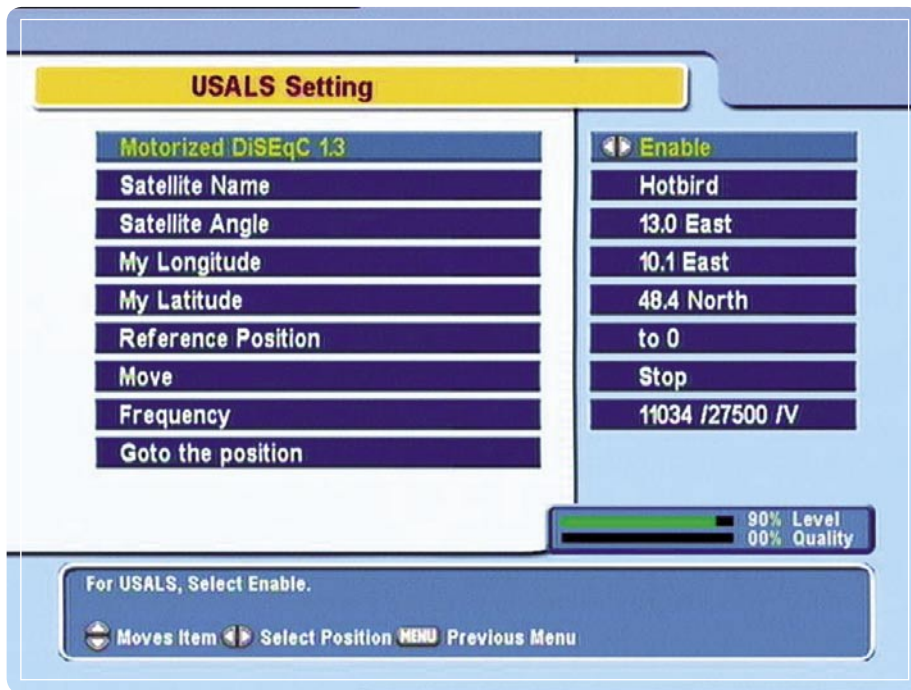 USALS Setting
Motorized DiSEqC 1.3 Enable
Satellite Name Hotbird
Satellite Angle 13.0 East
My Longitude 10.1 East
My Latitude 48.4 North
Reference Position to 0
Move Stop
Frequency 11034 /27500 /V
Goto the position
90% Level
00% Quality
For USALS, Select Enable.
Moves Item Select Position MENU Previous Menu